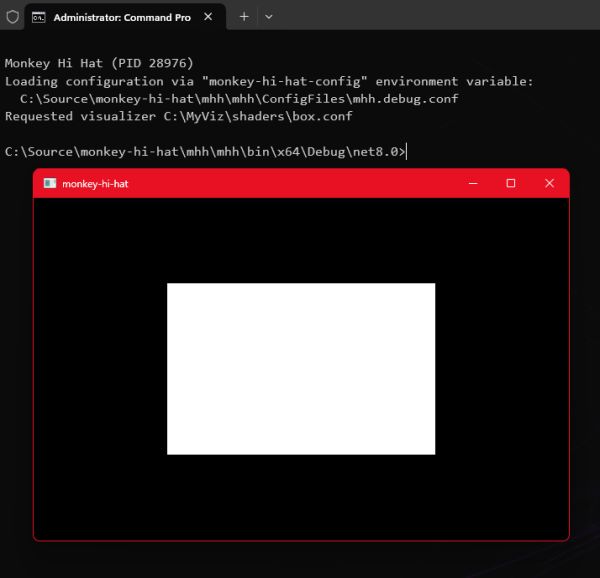 Administrator: Command Pro
Monkey Hi Hat (PID 28976)
Loading configuration via "monkey-hi-hat-config" environment variable:
C:\Source\monkey-hi-hat\mhh\mhh\ConfigFiles\mhh.debug.conf
Requested visualizer C:\MyViz\shaders\box.conf
C:\Source\monkey-hi-hat\mhh\mhh\bin\x64\Debug\net8.0>
monkey-hi-hat